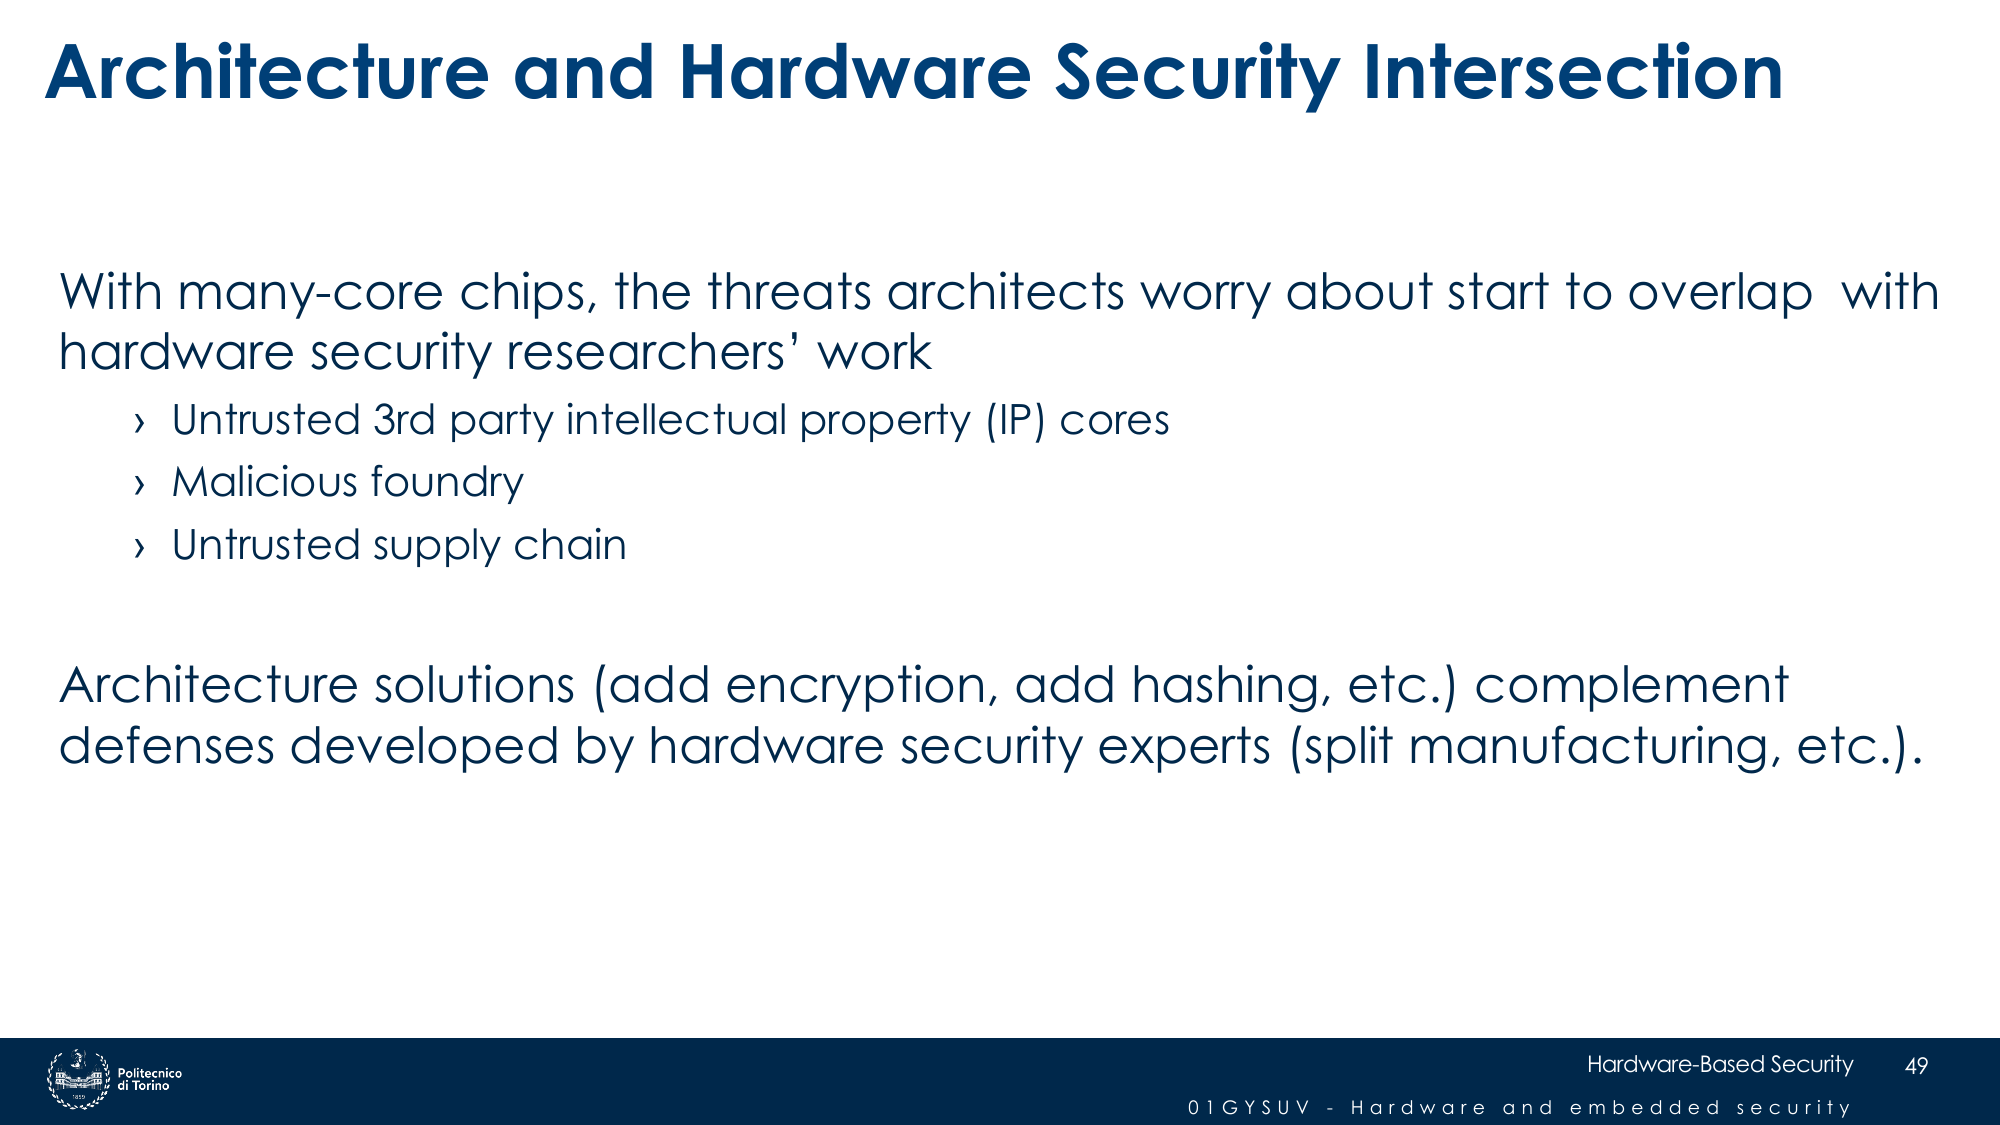 Architecture and Hardware Security Intersection
With many-core chips, the threats architects worry about start to overlap  with
hardware security researchers’ work
› Untrusted 3rd party intellectual property (IP) cores
› Malicious foundry
› Untrusted supply chain
Architecture solutions (add encryption, add hashing, etc.) complement
defenses developed by hardware security experts (split manufacturing, etc.).
1859
Politecnico
di Torino
Hardware-Based Security 49
01GYSUV - Hardware and embedded security